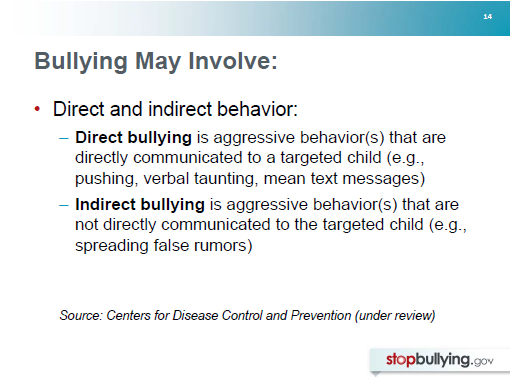 14
Bullying May Involve:
• Direct and indirect behavior:
– Direct bullying is aggressive behavior(s) that are
directly communicated to a targeted child (e.g.,
pushing, verbal taunting, mean text messages)
– Indirect bullying is aggressive behavior(s) that are
not directly communicated to the targeted child (e.g.,
spreading false rumors)
Source: Centers for Disease Control and Prevention (under review)
stopbullying.gov